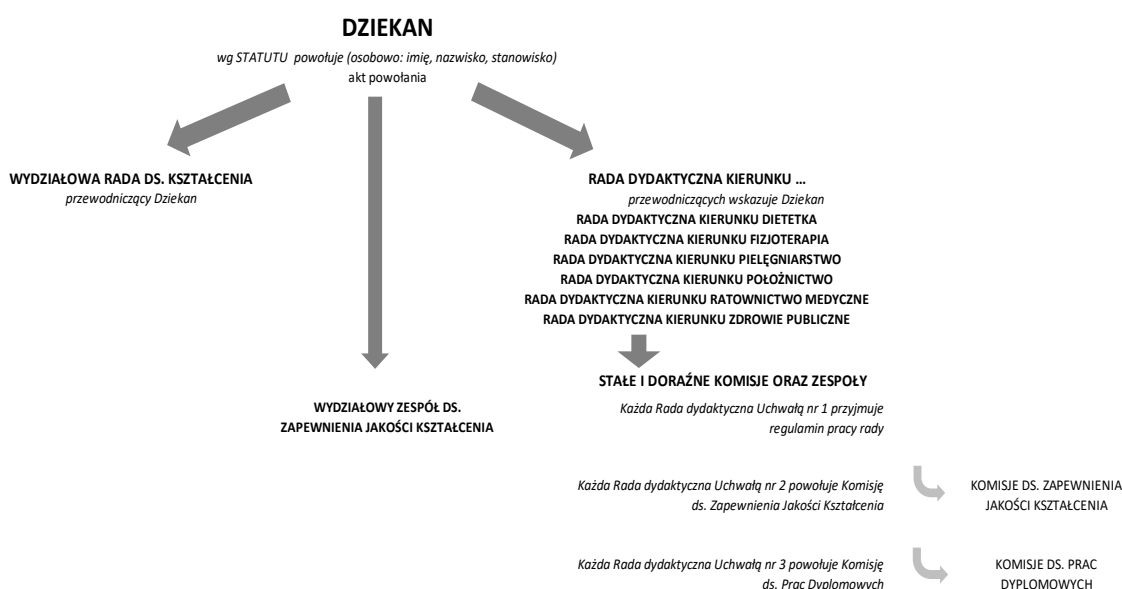 DZIEKAN
wg STATUTU powołuje (osobowo: imię, nazwisko, stanowisko)
akt powołania
WYDZIAŁOWA RADA DS. KSZTAŁCENIA
przewodniczący Dziekan
RADA DYDAKTYCZNA KIERUNKU ...
przewodniczących wskazuje Dziekan
RADA DYDAKTYCZNA KIERUNKU DIETETKA
RADA DYDAKTYCZNA KIERUNKU FIZJOTERAPIA
RADA DYDAKTYCZNA KIERUNKU PIELĘGNIARSTWO
RADA DYDAKTYCZNA KIERUNKU POŁOŻNICTWO
RADA DYDAKTYCZNA KIERUNKU RATOWNICTWO MEDYCZNE
RADA DYDAKTYCZNA KIERUNKU ZDROWIE PUBLICZNE
WYDZIAŁOWY ZESPÓŁ DS.
ZAPEWNIENIA JAKOŚCI KSZTAŁCENIA
STAŁE I DORAŹNE KOMISJE ORAZ ZESPOŁY
Każda Rada dydaktyczna Uchwałą nr 1 przyjmuje
regulamin pracy rady
Każda Rada dydaktyczna Uchwałą nr 2 powołuje Komisję
ds. Zapewnienia Jakości Kształcenia
KOMISJE DS. ZAPEWNIENIA
JAKOŚCI KSZTAŁCENIA
Każda Rada dydaktyczna Uchwałą nr 3 powołuje Komisję
ds. Prac Dyplomowych
KOMISJE DS. PRAC
DYPLOMOWYCH